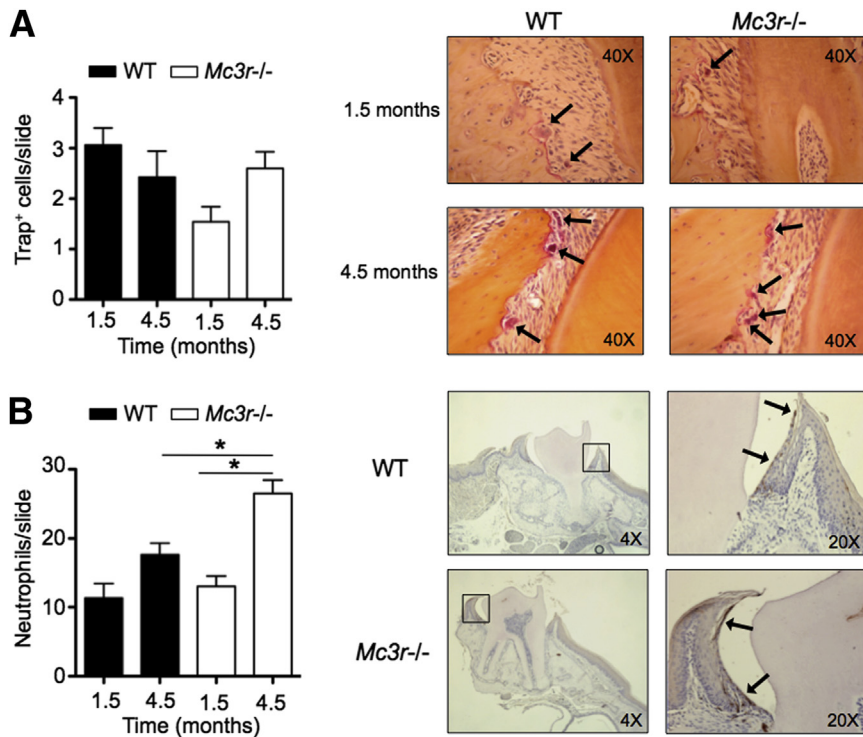 A
WT Mc3r-/-
Trap+ cells/slide
4
3
2
1
0
1.5 4.5 1.5 4.5
Time (months)
WT Mc3r-/-
1.5 months
40X 40X
4.5 months
40X 40X
B
WT Mc3r-/-
Neutrophils/slide
30
20
10
0
* 
*
1.5 4.5 1.5 4.5
Time (months)
WT
4X 20X
Mc3r-/-
4X 20X